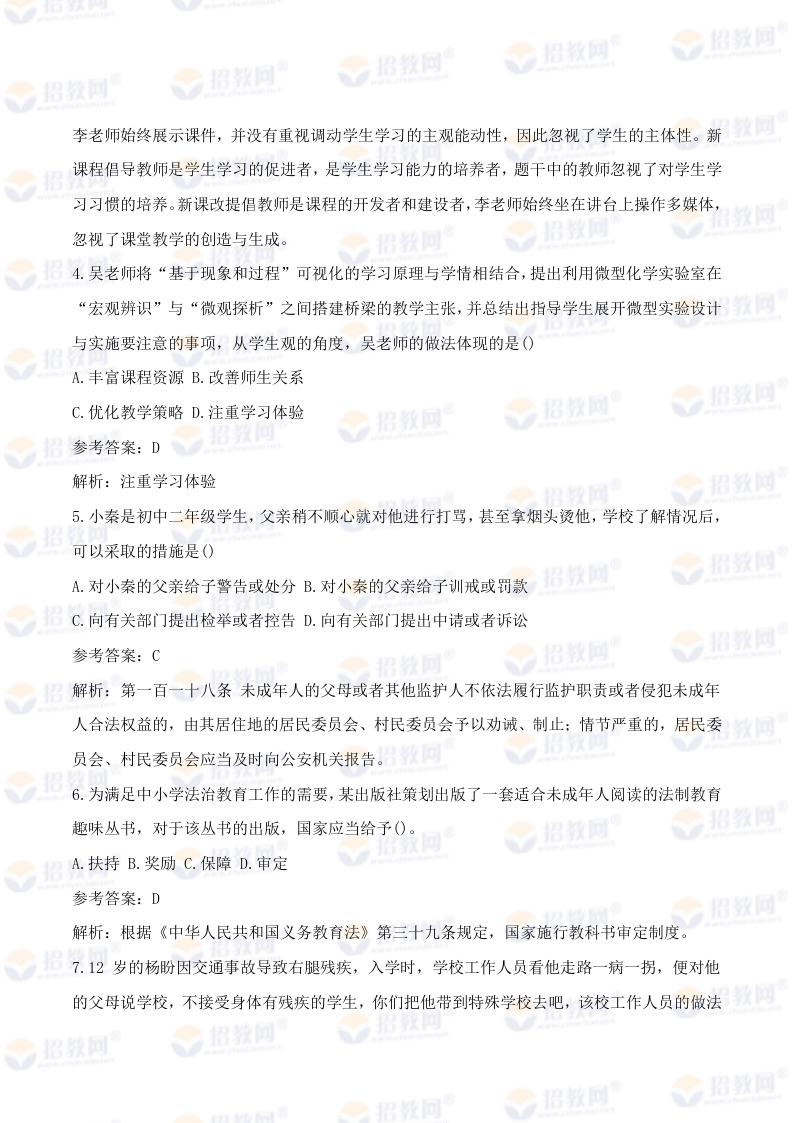 李老师始终展示课件，并没有重视调动学生学习的主观能动性，因此忽视了学生的主体性。新
课程倡导教师是学生学习的促进者，是学生学习能力的培养者，题干中的教师忽视了对学生学
习习惯的培养。新课改提倡教师是课程的开发者和建设者，李老师始终坐在讲台上操作多媒体，
忽视了课堂教学的创造与生成。
4.吴老师将“基于现象和过程”可视化的学习原理与学情相结合，提出利用微型化学实验室在
“宏观辨识”与“微观探析”之间搭建桥梁的教学主张，并总结出指导学生展开微型实验设计
与实施要注意的事项，从学生观的角度，吴老师的做法体现的是()
A.丰富课程资源 B.改善师生关系
C.优化教学策略 D.注重学习体验
参考答案：D
解析：注重学习体验
5.小秦是初中二年级学生，父亲稍不顺心就对他进行打骂，甚至拿烟头烫他，学校了解情况后，
可以采取的措施是()
A.对小秦的父亲给子警告或处分 B.对小秦的父亲给子训戒或罚款
C.向有关部门提出检举或者控告 D.向有关部门提出中请或者诉讼
参考答案：C
解析：第一百一十八条 未成年人的父母或者其他监护人不依法履行监护职责或者侵犯未成年
人合法权益的，由其居住地的居民委员会、村民委员会予以劝诫、制止；情节严重的，居民委
员会、村民委员会应当及时向公安机关报告。
6.为满足中小学法治教育工作的需要，某出版社策划出版了一套适合未成年人阅读的法制教育
趣味丛书，对于该丛书的出版，国家应当给予()。
A.扶持 B.奖励 C.保障 D.审定
参考答案：D
解析：根据《中华人民共和国义务教育法》第三十九条规定，国家施行教科书审定制度。
7.12 岁的杨盼因交通事故导致右腿残疾，入学时，学校工作人员看他走路一病一拐，便对他
的父母说学校，不接受身体有残疾的学生，你们把他带到特殊学校去吧，该校工作人员的做法